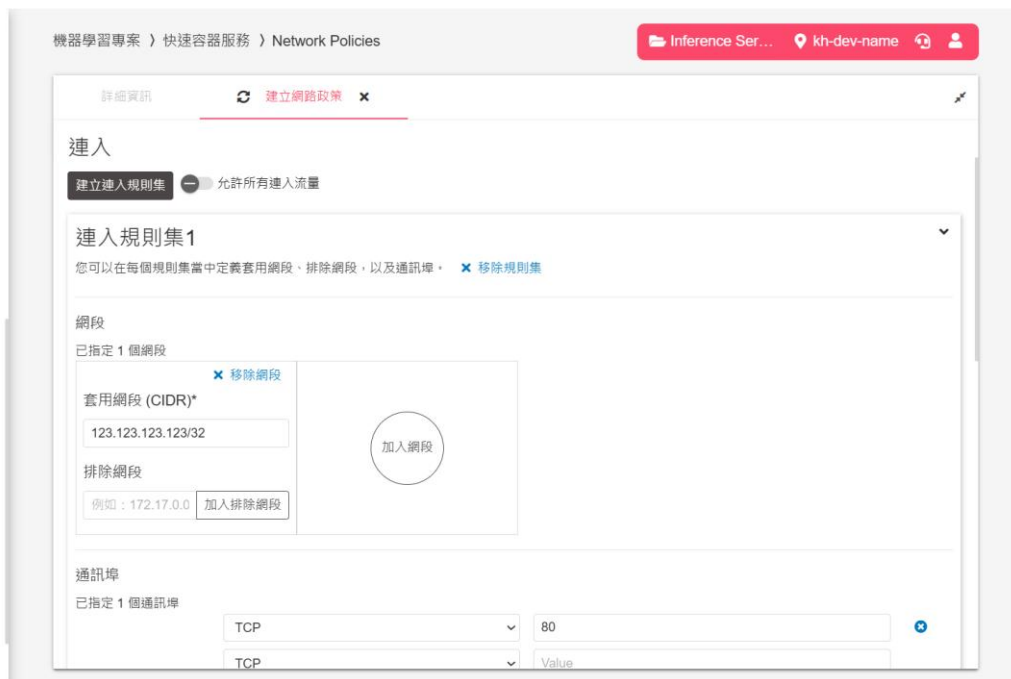 機器學習專案 〉快速容器服務 〉Network Policies
Inference Ser... kh-dev-name
詳細資訊 建立網路政策
連入
建立連入規則集 允許所有連入流量
連入規則集1
您可以在每個規則集當中定義套用網段、排除網段，以及通訊埠。 移除規則集
網段
已指定 1 個網段
移除網段
套用網段 (CIDR)*
123.123.123.123/32
加入網段
排除網段
例如：172.17.0.0 加入排除網段
通訊埠
已指定 1 個通訊埠
TCP 80
TCP Value